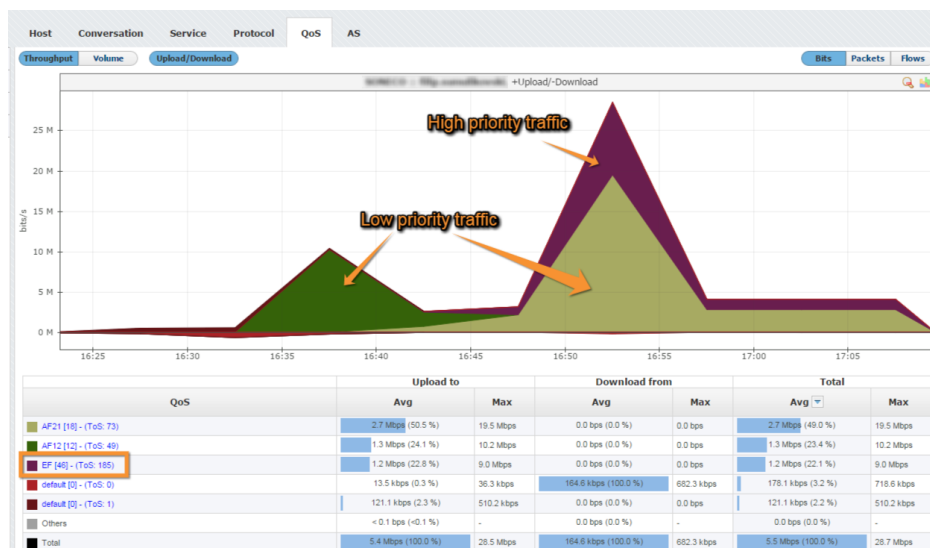 Host Conversation Service Protocol QoS AS
Throughput Volume Upload/Download Bits Packets Flows
+Upload/-Download
High priority traffic
Low priority traffic
bits/s
25 M
20 M
15 M
10 M
5 M
0 M
16:25 16:30 16:35 16:40 16:45 16:50 16:55 17:00 17:05
Upload to Download from Total
QoS Avg Max Avg Max Avg Max
AF21 [18] - (ToS: 73) 2.7 Mbps (50.5 %) 19.5 Mbps 0.0 bps (0.0 %) 0.0 bps 2.7 Mbps (49.0 %) 19.5 Mbps
AF12 [12] - (ToS: 49) 1.3 Mbps (24.1 %) 10.2 Mbps 0.0 bps (0.0 %) 0.0 bps 1.3 Mbps (23.4 %) 10.2 Mbps
EF [46] - (ToS: 185) 1.2 Mbps (22.8 %) 9.0 Mbps 0.0 bps (0.0 %) 0.0 bps 1.2 Mbps (22.1 %) 9.0 Mbps
default [0] - (ToS: 0) 13.5 kbps (0.3 %) 36.3 kbps 164.6 kbps (100.0 %) 682.3 kbps 178.1 kbps (3.2 %) 718.6 kbps
default [0] - (ToS: 1) 121.1 kbps (2.3 %) 510.2 kbps 0.0 bps (0.0 %) 0.0 bps 121.1 kbps (2.2 %) 510.2 kbps
Others < 0.1 bps (<0.1 %) - 0.0 bps (0.0 %) - 0.0 bps (0.0 %) -
Total 5.4 Mbps (100.0 %) 28.5 Mbps 164.6 kbps (100.0 %) 682.3 kbps 5.5 Mbps (100.0 %) 28.7 Mbps